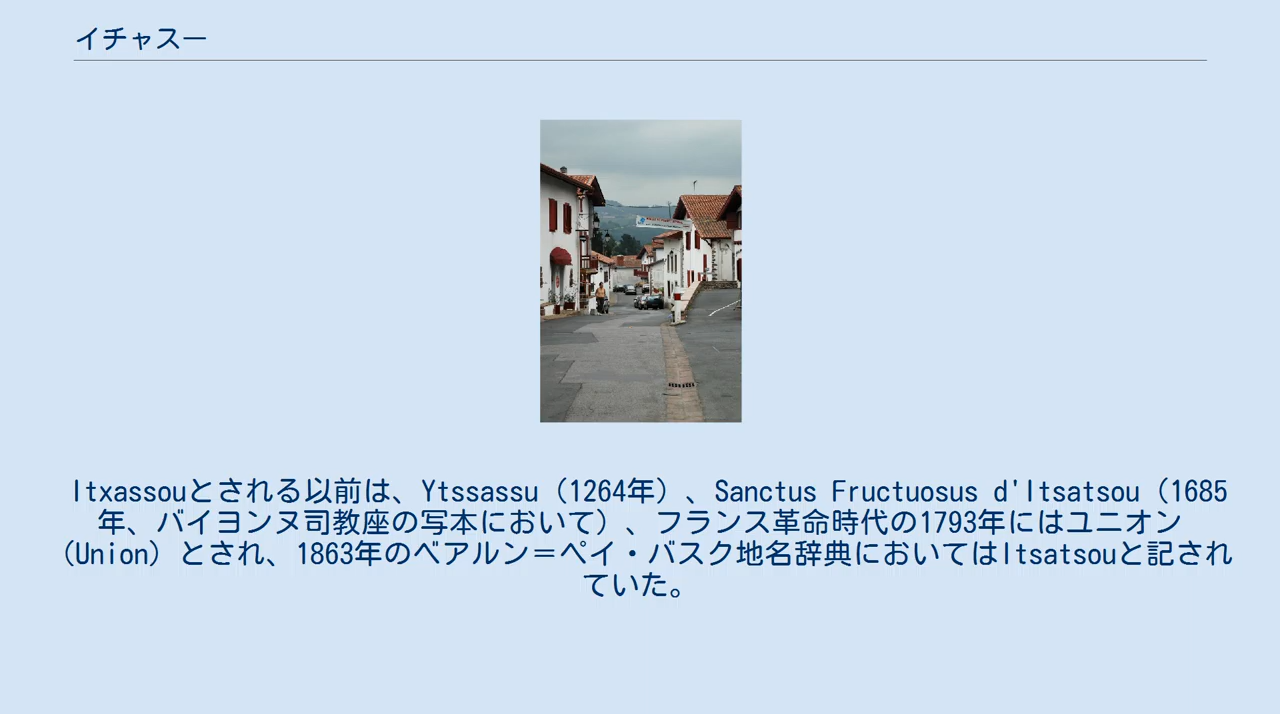 イチャスー
Itxassouとされる以前は、Ytssassu（1264年）、Sanctus Fructuosus d'Itsatsou（1685
年、バイヨンヌ司教座の写本において）、フランス革命時代の1793年にはユニオン
（Union）とされ、1863年のベアルン＝ペイ・バスク地名辞典においてはItsatsouと記され
ていた。